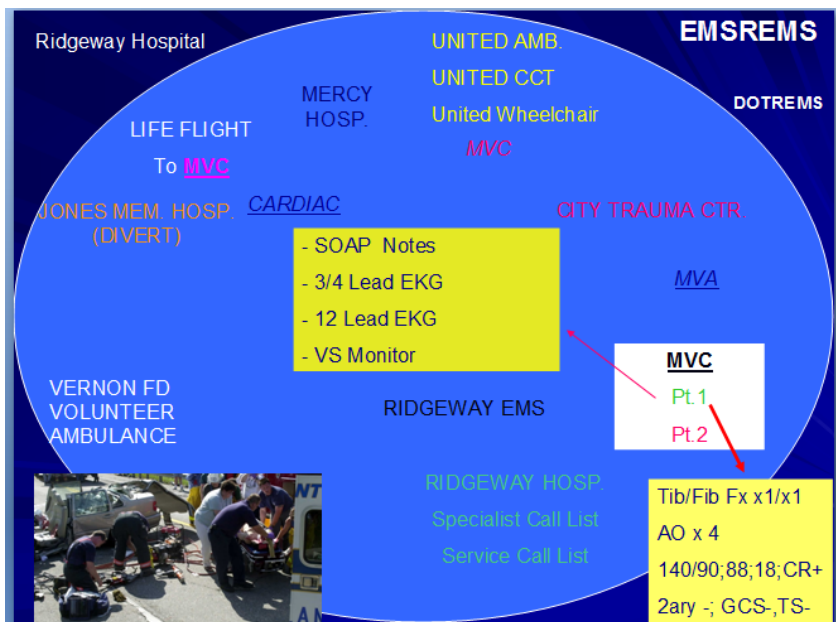 Ridgeway Hospital
UNITED AMB.
EMSREMS
UNITED CCT
MERCY
HOSP.
DOTREMS
United Wheelchair
LIFE FLIGHT
MVC
To MVC
JONES MEM. HOSP.
(DIVERT)
CARDIAC
CITY TRAUMA CTR.
- SOAP Notes
- 3/4 Lead EKG
- 12 Lead EKG
- VS Monitor
MVA
MVC
Pt.1
Pt.2
VERNON FD
VOLUNTEER
AMBULANCE
RIDGEWAY EMS
RIDGEWAY HOSP.
Specialist Call List
Service Call List
Tib/Fib Fx x1/x1
AO x 4
140/90;88;18;CR+
2ary -; GCS-,TS-
NT
AN